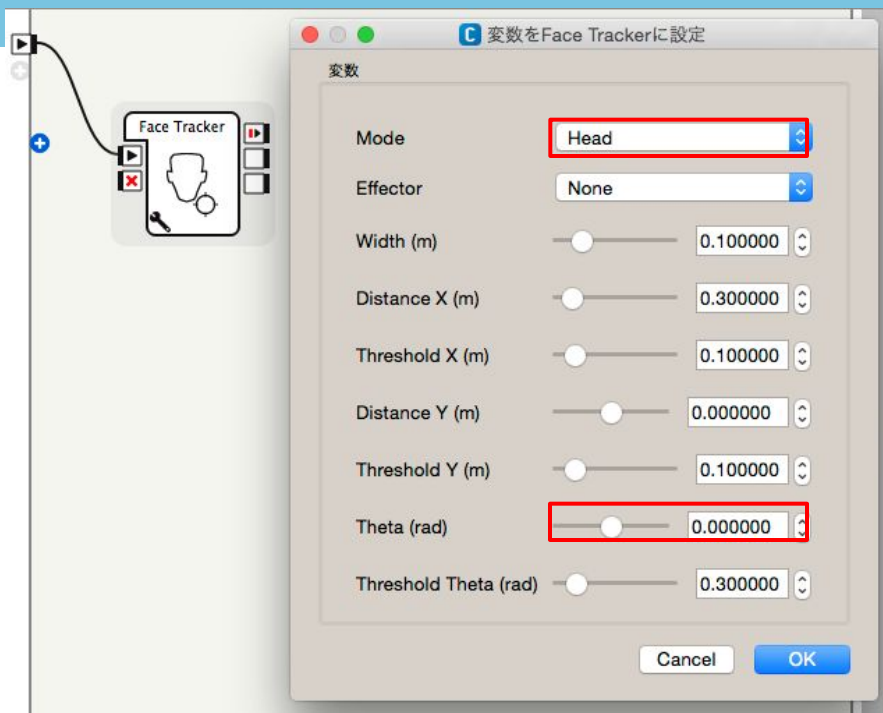 変数をFace Trackerに設定
変数
Face Tracker
Mode Head
Effector None
Width (m) 0.100000
Distance X (m) 0.300000
Threshold X (m) 0.100000
Distance Y (m) 0.000000
Threshold Y (m) 0.100000
Theta (rad) 0.000000
Threshold Theta (rad) 0.300000
Cancel OK